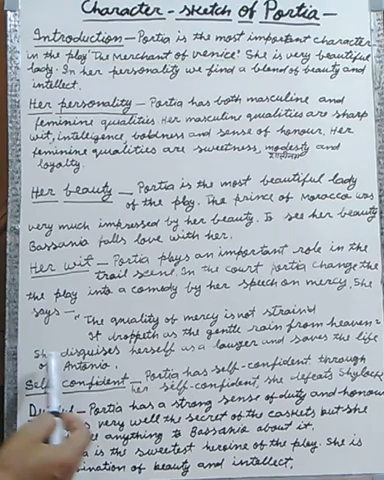 Character - sketch of Portia -
Introduction - Portia is the most important character
in the play "The Merchant of venice." She is very beautiful
lady. In her personality we find a blend of beauty and
intellect.
Her personality - Portia has both masculine and
feminine qualities. Her masculine qualities are sharp
wit, intelligence, boldness and sense of honour. Her
feminine qualities are sweetness, modesty and
loyalty.
Her beauty - Portia is the most beautiful lady
of the play. The prince of Moracco was
very much impressed by her beauty. To see her beauty
Bassania falls love with her.
Her wit - Portia plays an important role in the
trail scene. In the court portia change the
the play into a comedy by her speech on mercy. She
says - "The quality of mercy is not strain'd
It droppeth as the gentle rain from heaven=
She disguises herself as a lawyer and saves the life
of Antonio.
Self confident - Portia has self-confident through
her self-confident, she defeats Shylock.
- Portia has a strong sense of duty and honour
very well the secret of the caskets but she
anything to Bassania about it.
is the sweetest heroine of the play. She is
of beauty and intellect.